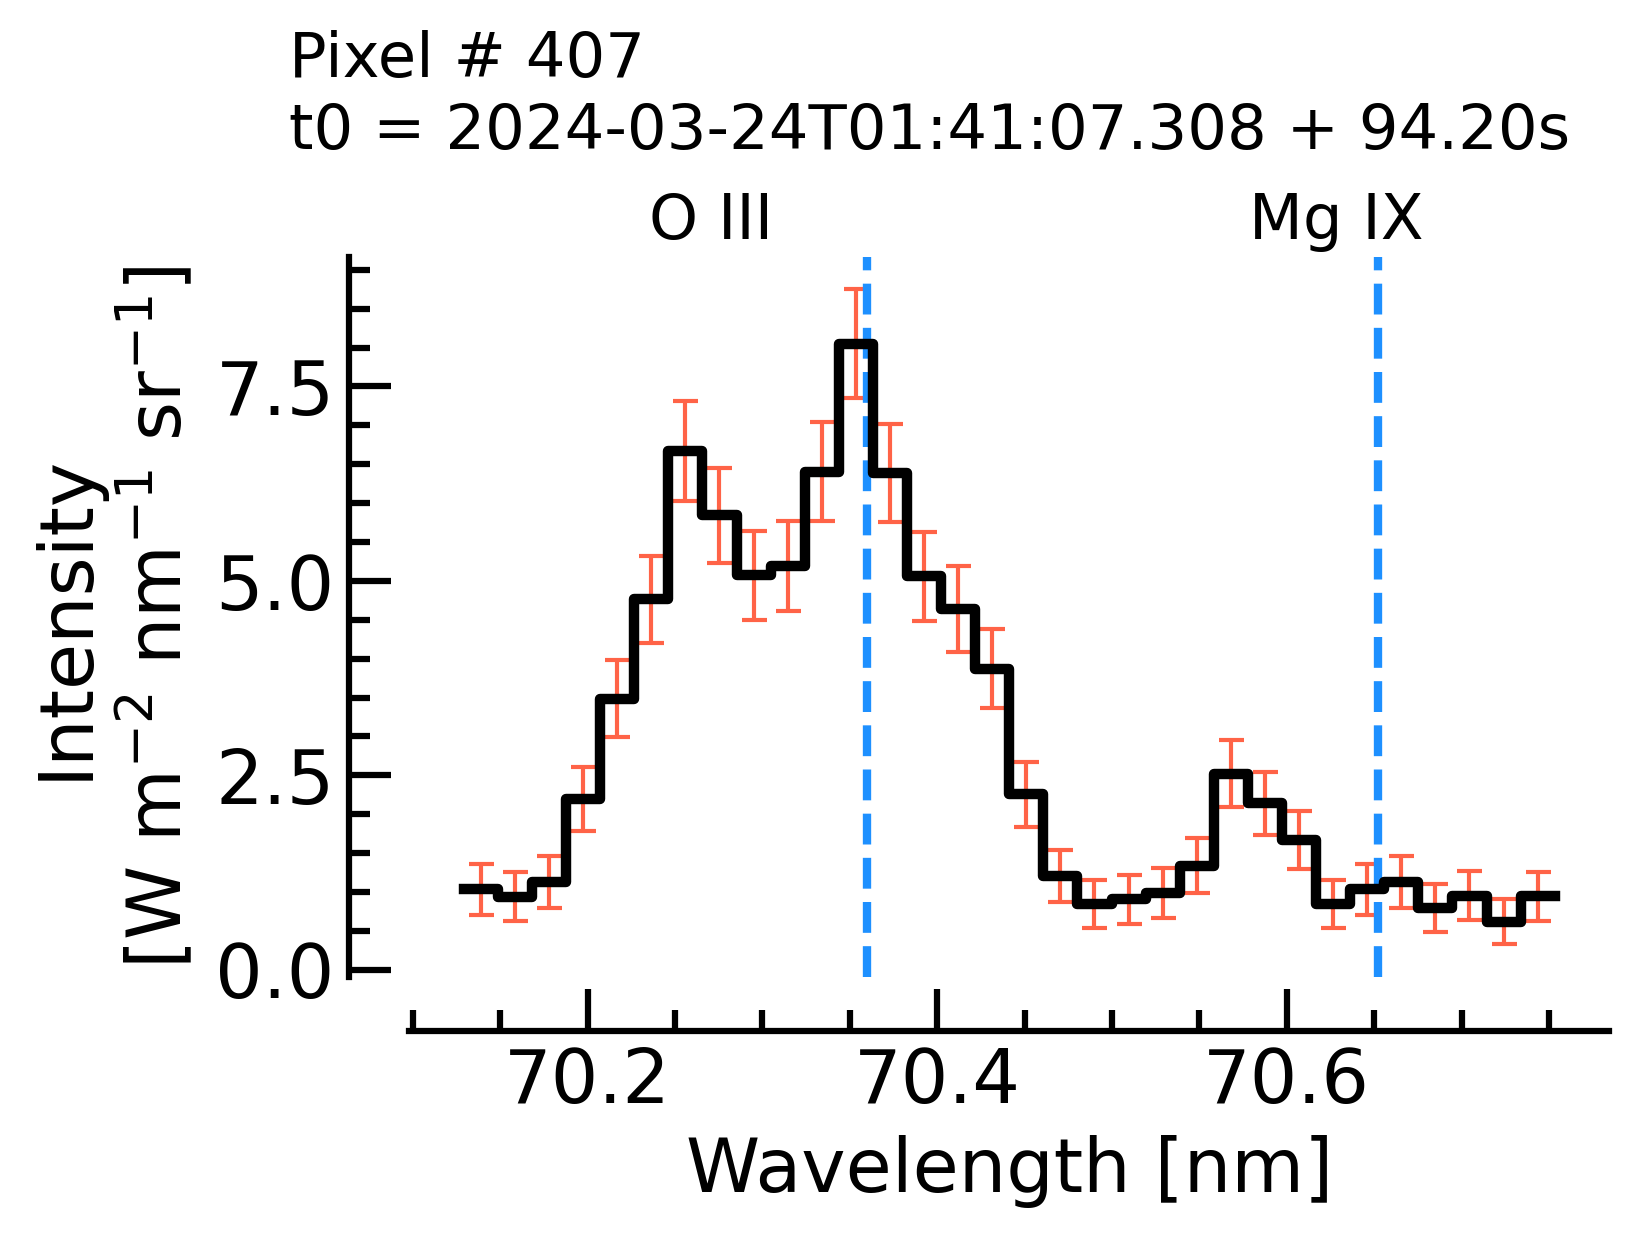 Pixel # 407
t0 = 2024-03-24T01:41:07.308 + 94.20s
O III Mg IX
Intensity
[W m⁻² nm⁻¹ sr⁻¹]
7.5
5.0
2.5
0.0
70.2 70.4 70.6
Wavelength [nm]